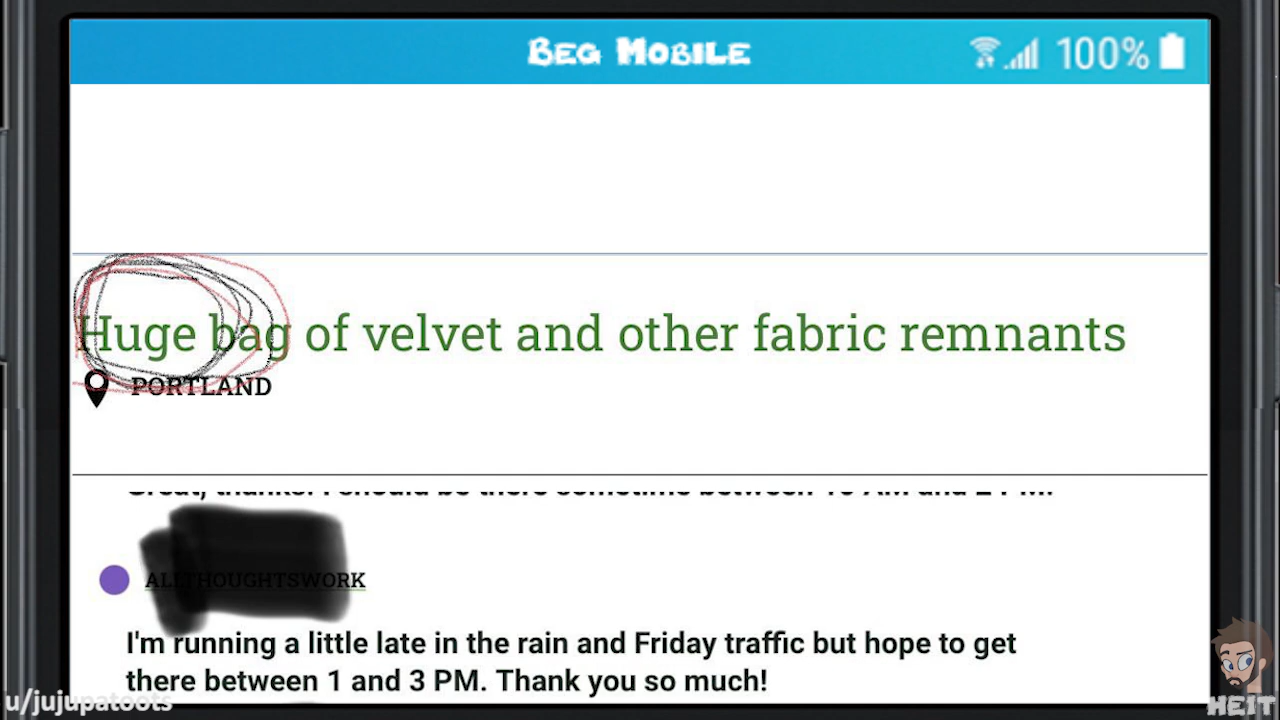 BEG MOBILE
100%
Huge bag of velvet and other fabric remnants
PORTLAND
ALLTHOUGHTSWORK
I'm running a little late in the rain and Friday traffic but hope to get
there between 1 and 3 PM. Thank you so much!
u/jujupatoots
HEIT